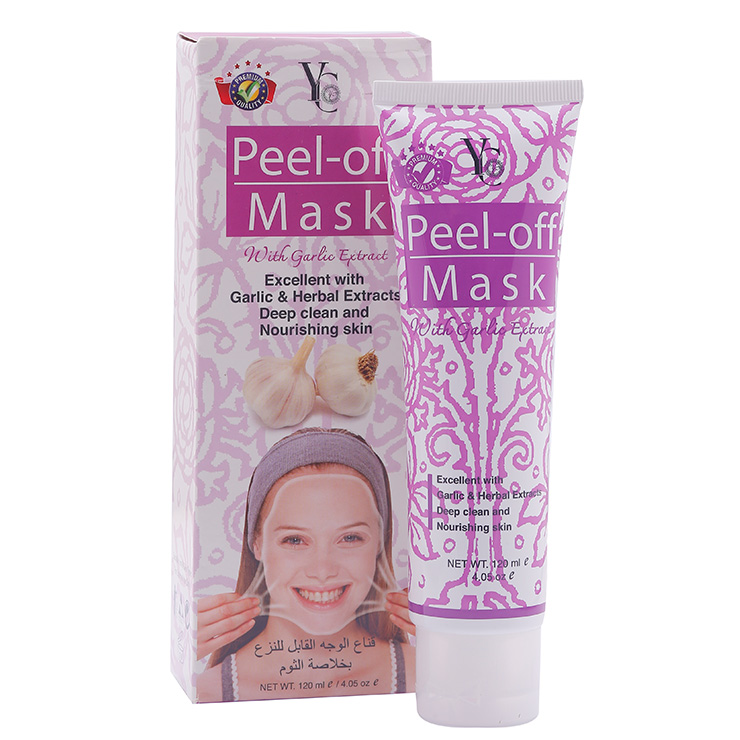 PREMIUM
QUALITY
YC
Peel-off
Mask
With Garlic Extract
Excellent with
Garlic & Herbal Extracts
Deep clean and
Nourishing skin
قناع الوجه القابل للنزع
بخلاصة الثوم
NET WT. 120 ml e / 4.05 oz e
PREMIUM
QUALITY
YC
Peel-off
Mask
With Garlic Extract
Excellent with
Garlic & Herbal Extracts
Deep clean and
Nourishing skin
NET WT. 120 ml e
4.05 oz e